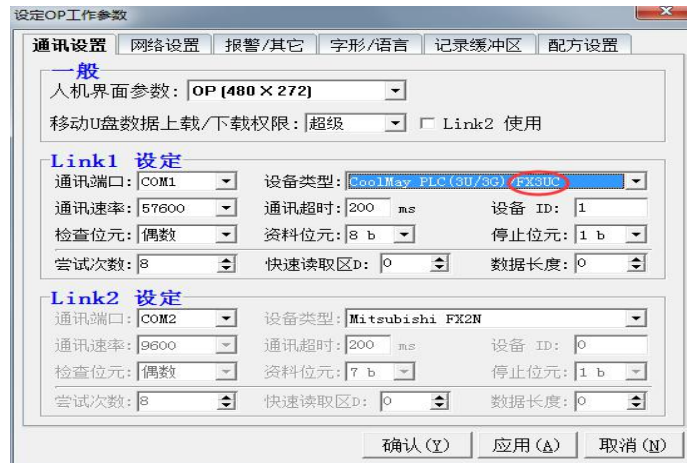 设定OP工作参数
通讯设置 网络设置 报警/其它 字形/语言 记录缓冲区 配方设置
一般
人机界面参数: OP (480 X 272)
移动U盘数据上载/下载权限: 超级 Link2 使用
Link1 设定
通讯端口: COM1 设备类型: CoolMay PLC(3U/3G) FX3UC
通讯速率: 57600 通讯超时: 200 ms 设备 ID: 1
检查位元: 偶数 资料位元: 8 b 停止位元: 1 b
尝试次数: 8 快速读取区D: 0 数据长度: 0
Link2 设定
通讯端口: COM2 设备类型: Mitsubishi FX2N
通讯速率: 9600 通讯超时: 200 ms 设备 ID: 0
检查位元: 偶数 资料位元: 7 b 停止位元: 1 b
尝试次数: 8 快速读取区D: 0 数据长度: 0
确认(Y) 应用(A) 取消(N)